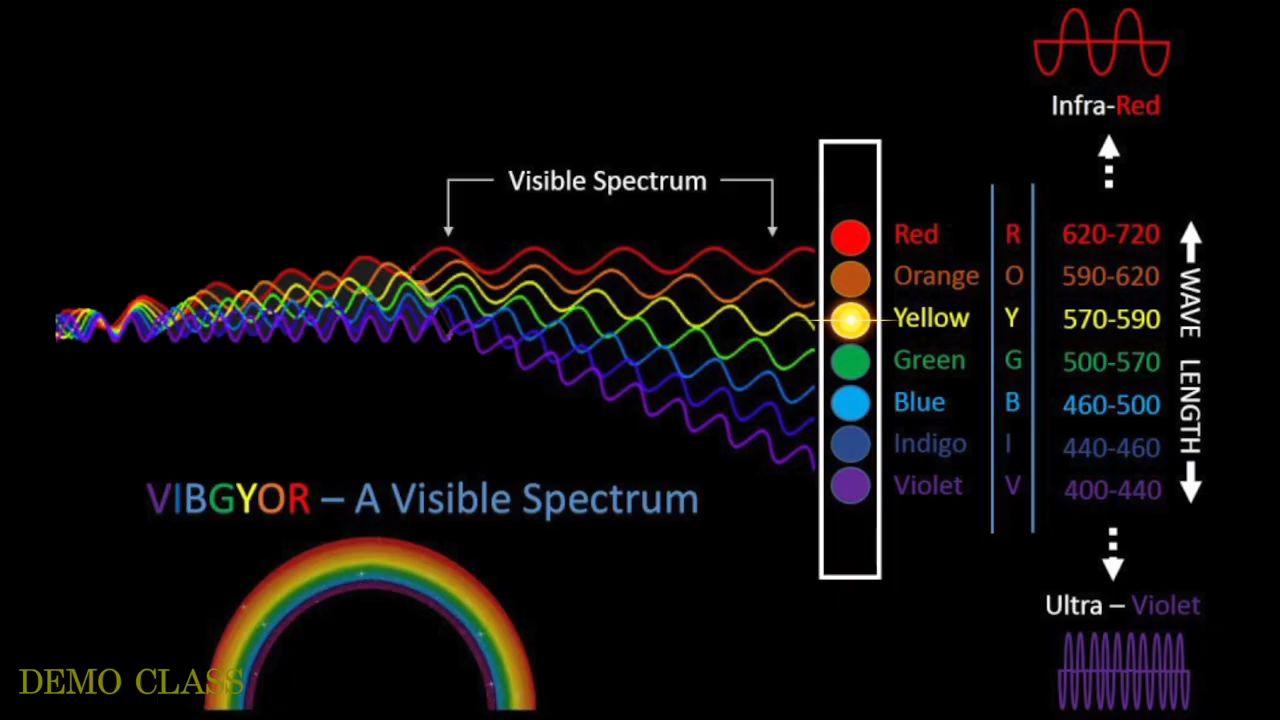 Infra-Red
Visible Spectrum
Red R 620-720
Orange O 590-620
Yellow Y 570-590
Green G 500-570
Blue B 460-500
Indigo I 440-460
Violet V 400-440
WAVE LENGTH
VIBGYOR – A Visible Spectrum
Ultra – Violet
DEMO CLASS